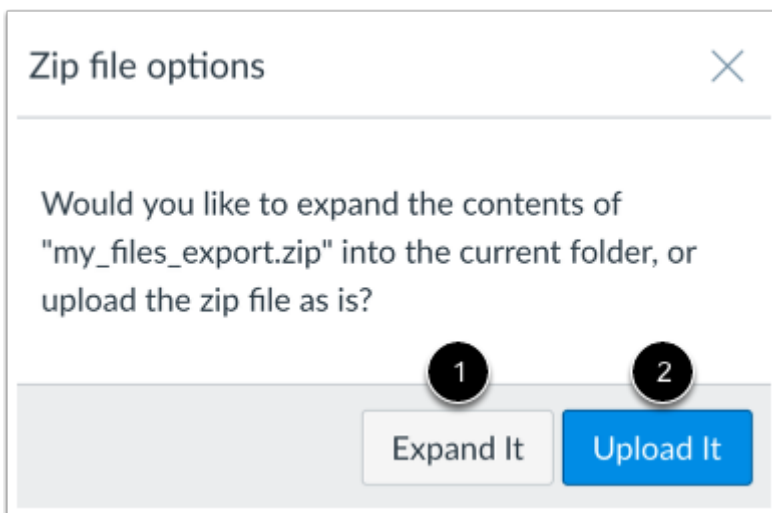 Zip file options
Would you like to expand the contents of
"my_files_export.zip" into the current folder, or
upload the zip file as is?
1 2
Expand It Upload It